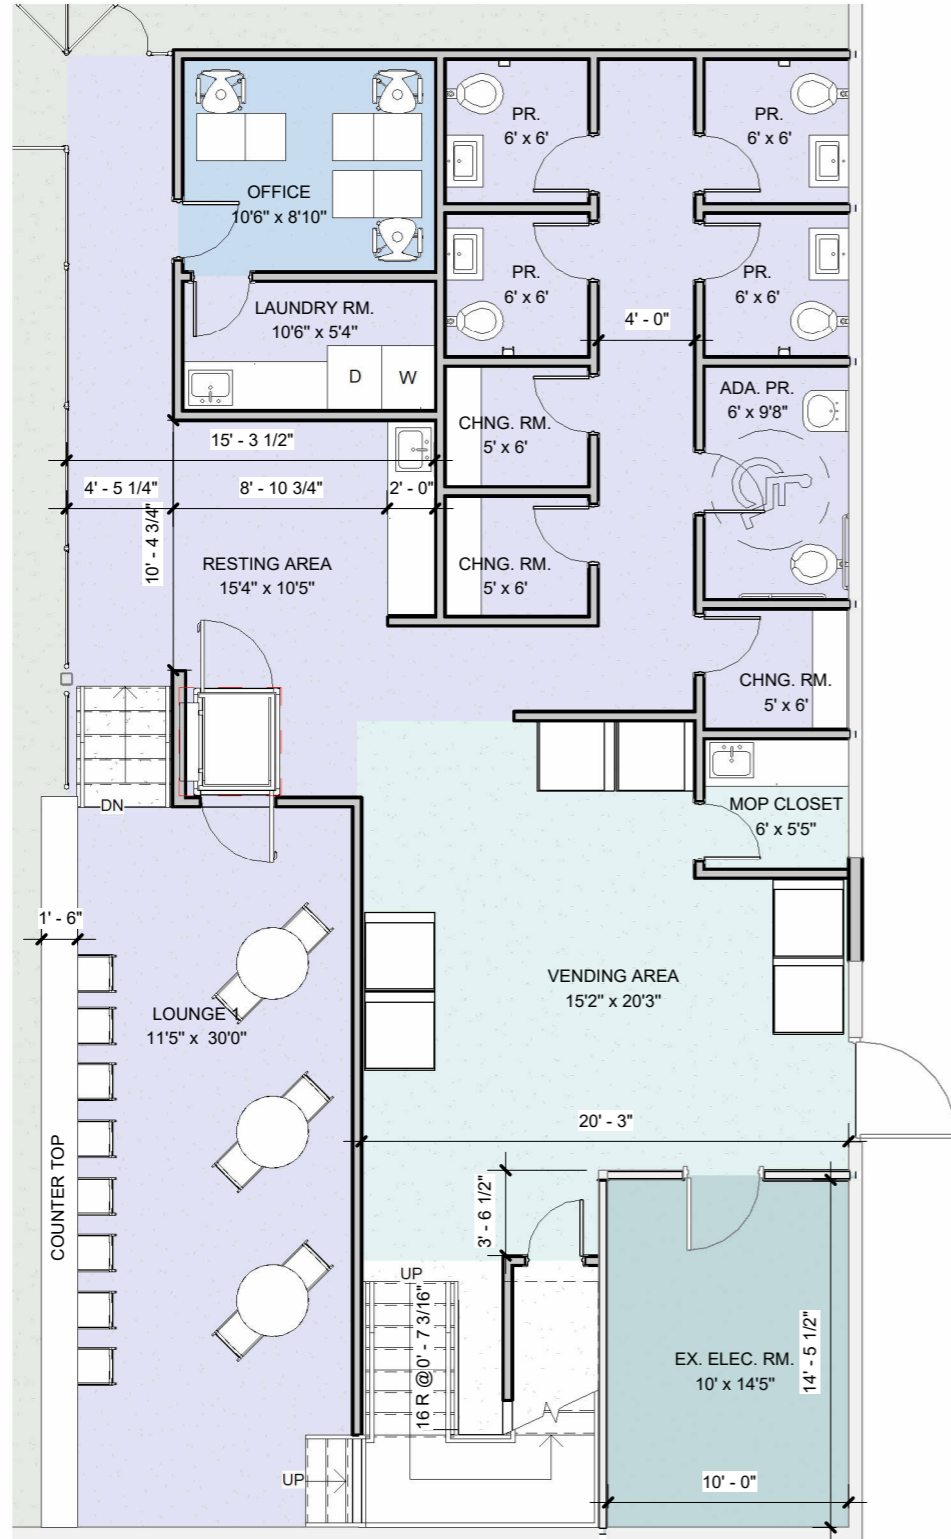 PR.
6' x 6'
PR.
6' x 6'
OFFICE
10'6" x 8'10"
PR.
6' x 6'
PR.
6' x 6'
LAUNDRY RM.
10'6" x 5'4"
4' - 0"
D
W
ADA. PR.
6' x 9'8"
CHNG. RM.
5' x 6'
15' - 3 1/2"
4' - 5 1/4"
8' - 10 3/4"
2' - 0"
10' - 4 3/4"
RESTING AREA
15'4" x 10'5"
CHNG. RM.
5' x 6'
CHNG. RM.
5' x 6'
DN
MOP CLOSET
6' x 5'5"
1' - 6"
VENDING AREA
15'2" x 20'3"
LOUNGE 1
11'5" x 30'0"
COUNTER TOP
20' - 3"
3' - 6 1/2"
UP
16 R @ 0' - 7 3/16"
EX. ELEC. RM.
10' x 14'5"
14' - 5 1/2"
UP
10' - 0"